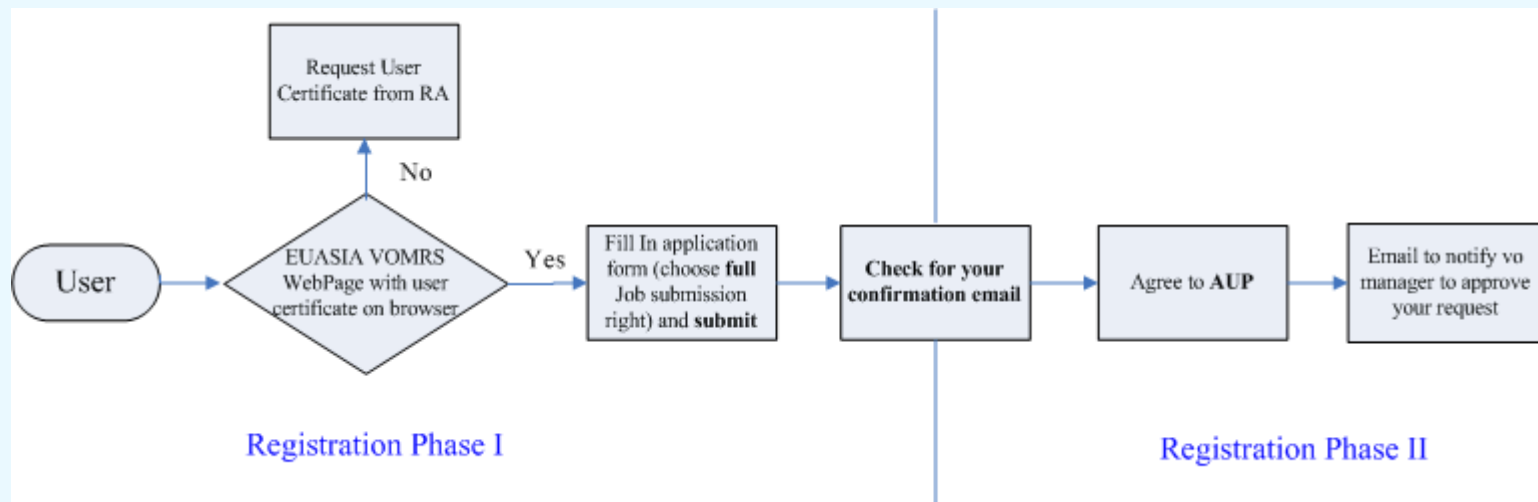 Request User
Certificate from RA
No
User
EUASIA VOMRS
WebPage with user
certificate on browser
Yes
Fill In application
form (choose full
Job submission
right) and submit
Check for your
confirmation email
Agree to AUP
Email to notify vo
manager to approve
your request
Registration Phase I
Registration Phase II